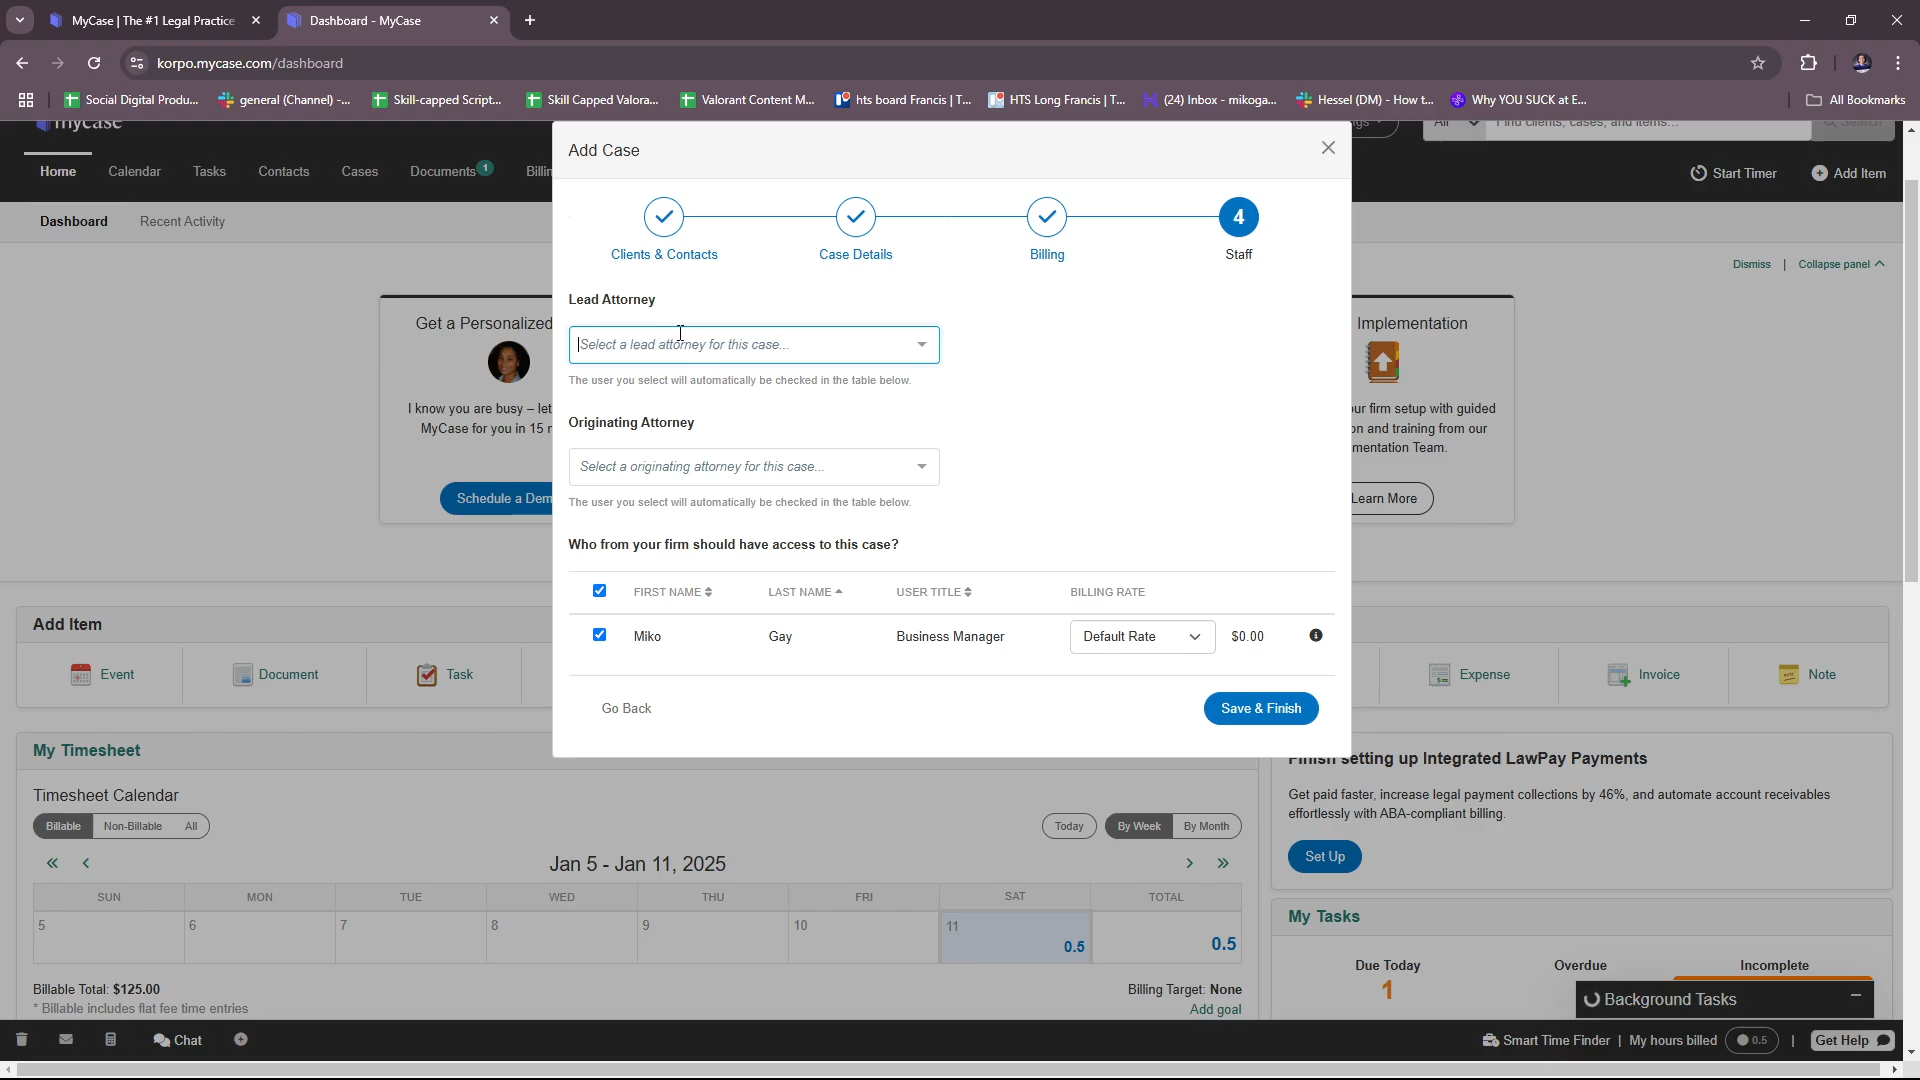 MyCase | The #1 Legal Practice
Dashboard - MyCase
korpo.mycase.com/dashboard
Social Digital Produ...
general (Channel) -...
Skill-capped Script...
Skill Capped Valora...
Valorant Content M...
hts board Francis | T...
HTS Long Francis | T...
(24) Inbox - mikoga...
Hessel (DM) - How t...
Why YOU SUCK at E...
All Bookmarks
mycase
All
Find clients, cases, and items...
Search
Home
Calendar
Tasks
Contacts
Cases
Documents 1
Start Timer
Add Item
Dashboard
Recent Activity
Dismiss | Collapse panel
Get a Personalized
I know you are busy – let
MyCase for you in 15
Schedule a
Implementation
firm setup with guided
and training from our
Team.
Learn More
Add Case
Clients & Contacts
Case Details
Billing
4
Staff
Lead Attorney
Select a lead attorney for this case...
The user you select will automatically be checked in the table below.
Originating Attorney
Select a originating attorney for this case...
The user you select will automatically be checked in the table below.
Who from your firm should have access to this case?
FIRST NAME LAST NAME USER TITLE BILLING RATE
Miko Gay Business Manager Default Rate $0.00
Go Back
Save & Finish
Add Item
Event
Document
Task
Expense
Invoice
Note
My Timesheet
Timesheet Calendar
Billable Non-Billable All
Today
By Week By Month
Jan 5 - Jan 11, 2025
SUN MON TUE WED THU FRI SAT TOTAL
5 6 7 8 9 10 11
0.5 0.5
Billable Total: $125.00
* Billable includes flat fee time entries
Billing Target: None
Add goal
Finish setting up Integrated LawPay Payments
Get paid faster, increase legal payment collections by 46%, and automate account receivables
effortlessly with ABA-compliant billing.
Set Up
My Tasks
Due Today Overdue Incomplete
1
Background Tasks
Chat
Smart Time Finder | My hours billed 0.5 | Get Help